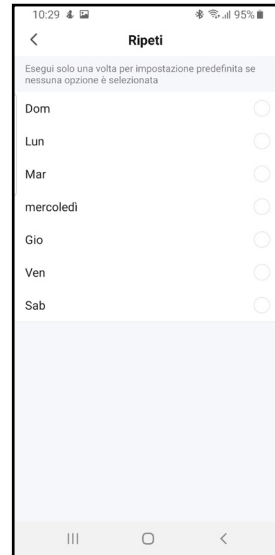 10:29 95%
Ripeti
Esegui solo una volta per impostazione predefinita se
nessuna opzione è selezionata
Dom
Lun
Mar
mercoledì
Gio
Ven
Sab